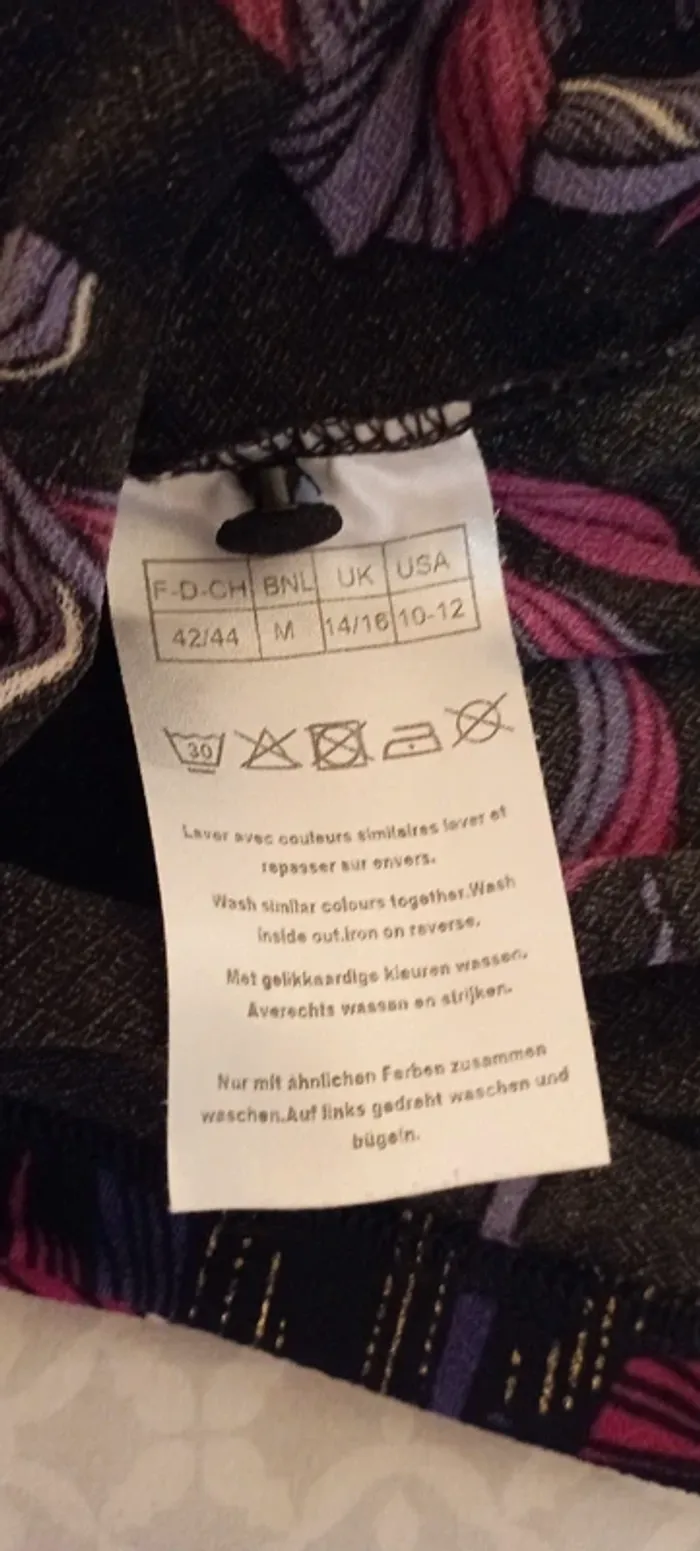 F-D-CH BNL UK USA
42/44 M 14/16 10-12
30
Laver avec couleurs similaires laver et
repasser sur envers.
Wash similar colours together.Wash
inside out.Iron on reverse.
Met gelikkaardige kleuren wassen.
Averechts wassen en strijken.
Nur mit ähnlichen Farben zusammen
waschen.Auf links gedreht waschen und
bügeln.